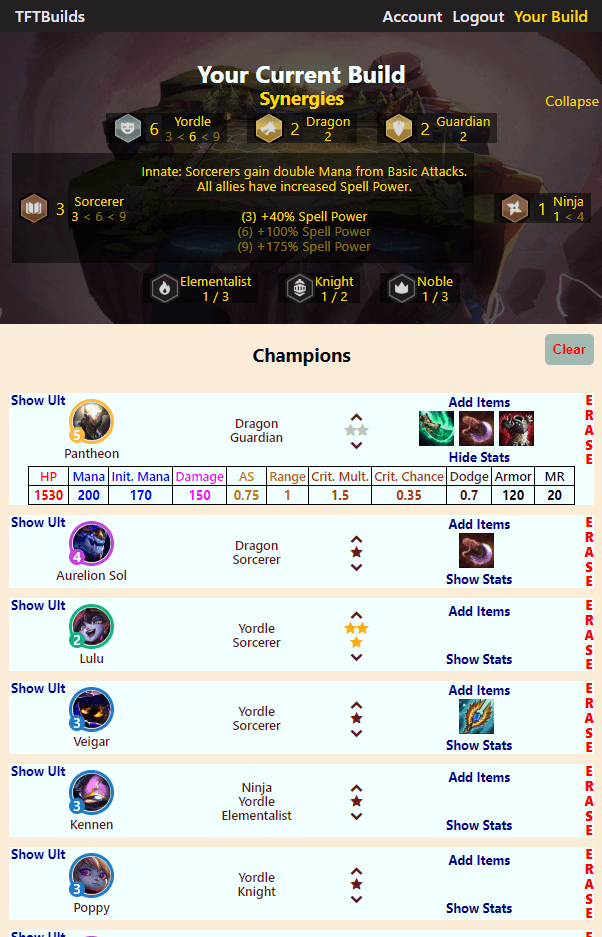 TFTBuilds
Account Logout Your Build
Your Current Build
Synergies
Collapse
6 Yordle
3 < 6 < 9
2 Dragon
2
2 Guardian
2
3 Sorcerer
3 < 6 < 9
Innate: Sorcerers gain double Mana from Basic Attacks.
All allies have increased Spell Power.
(3) +40% Spell Power
(6) +100% Spell Power
(9) +175% Spell Power
1 Ninja
1 < 4
Elementalist
1 / 3
Knight
1 / 2
Noble
1 / 3
Champions
Clear
Show Ult
5
Pantheon
Dragon
Guardian
Add Items
Hide Stats
ERASE
HP Mana Init. Mana Damage AS Range Crit. Mult. Crit. Chance Dodge Armor MR
1530 200 170 150 0.75 1 1.5 0.35 0.7 120 20
Show Ult
4
Aurelion Sol
Dragon
Sorcerer
Add Items
Show Stats
ERASE
Show Ult
2
Lulu
Yordle
Sorcerer
Add Items
Show Stats
ERASE
Show Ult
3
Veigar
Yordle
Sorcerer
Add Items
Show Stats
ERASE
Show Ult
3
Kennen
Ninja
Yordle
Elementalist
Add Items
Show Stats
ERASE
Show Ult
3
Poppy
Yordle
Knight
Add Items
Show Stats
ERASE